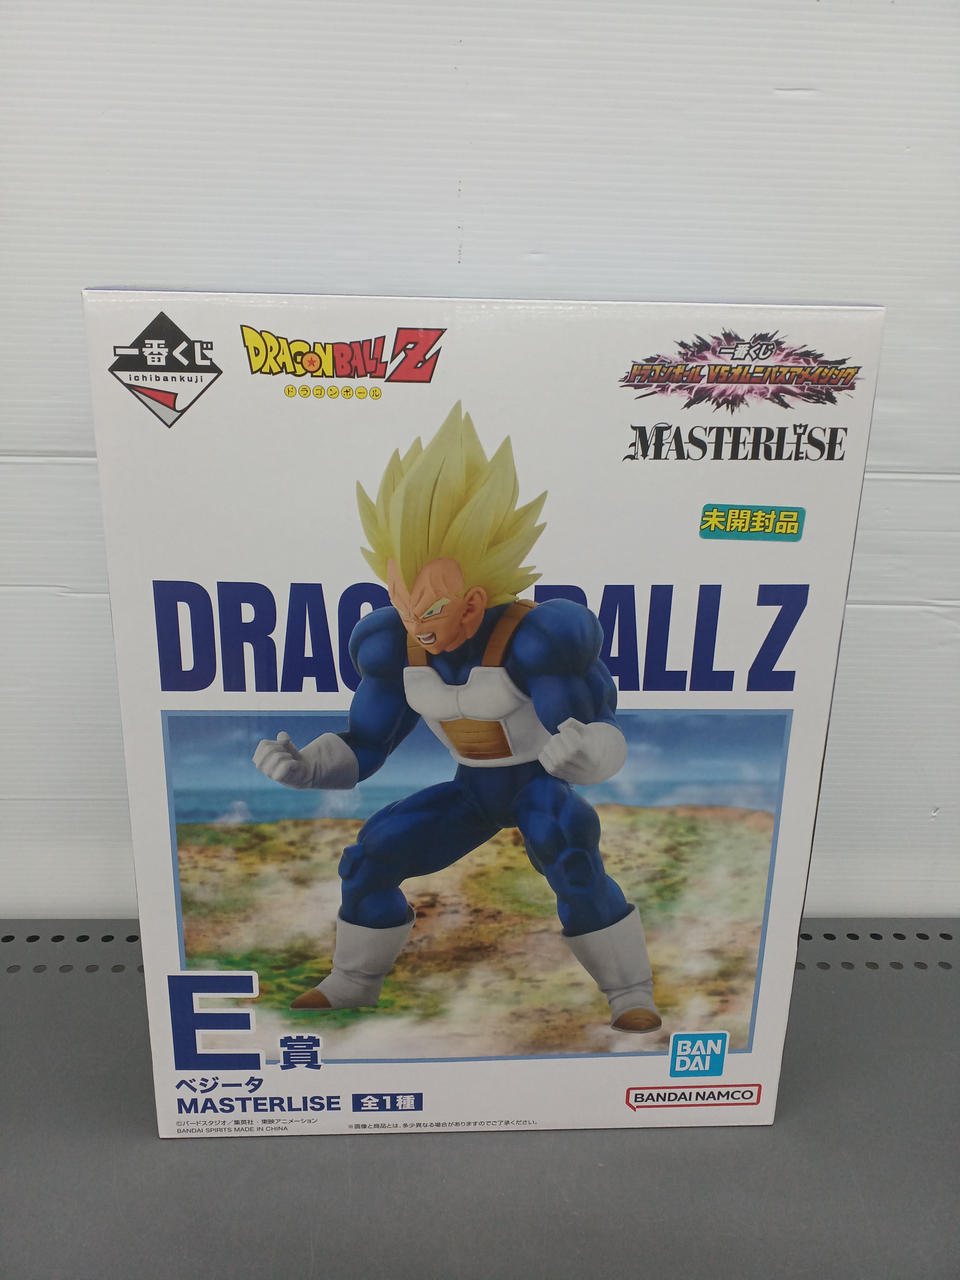 一番くじ
ichibankuji
DRAGONBALL Z
ドラゴンボール
一番くじ
ドラゴンボール VSオムニバスアメイジング
MASTERLISE
未開封品
DRAGONBALL Z
E賞
ベジータ
MASTERLISE 全1種
©バードスタジオ／集英社・東映アニメーション
BANDAI SPIRITS MADE IN CHINA
※画像と商品とは、多少異なる場合がありますのでご了承ください。
BAN
DAI
BANDAI NAMCO